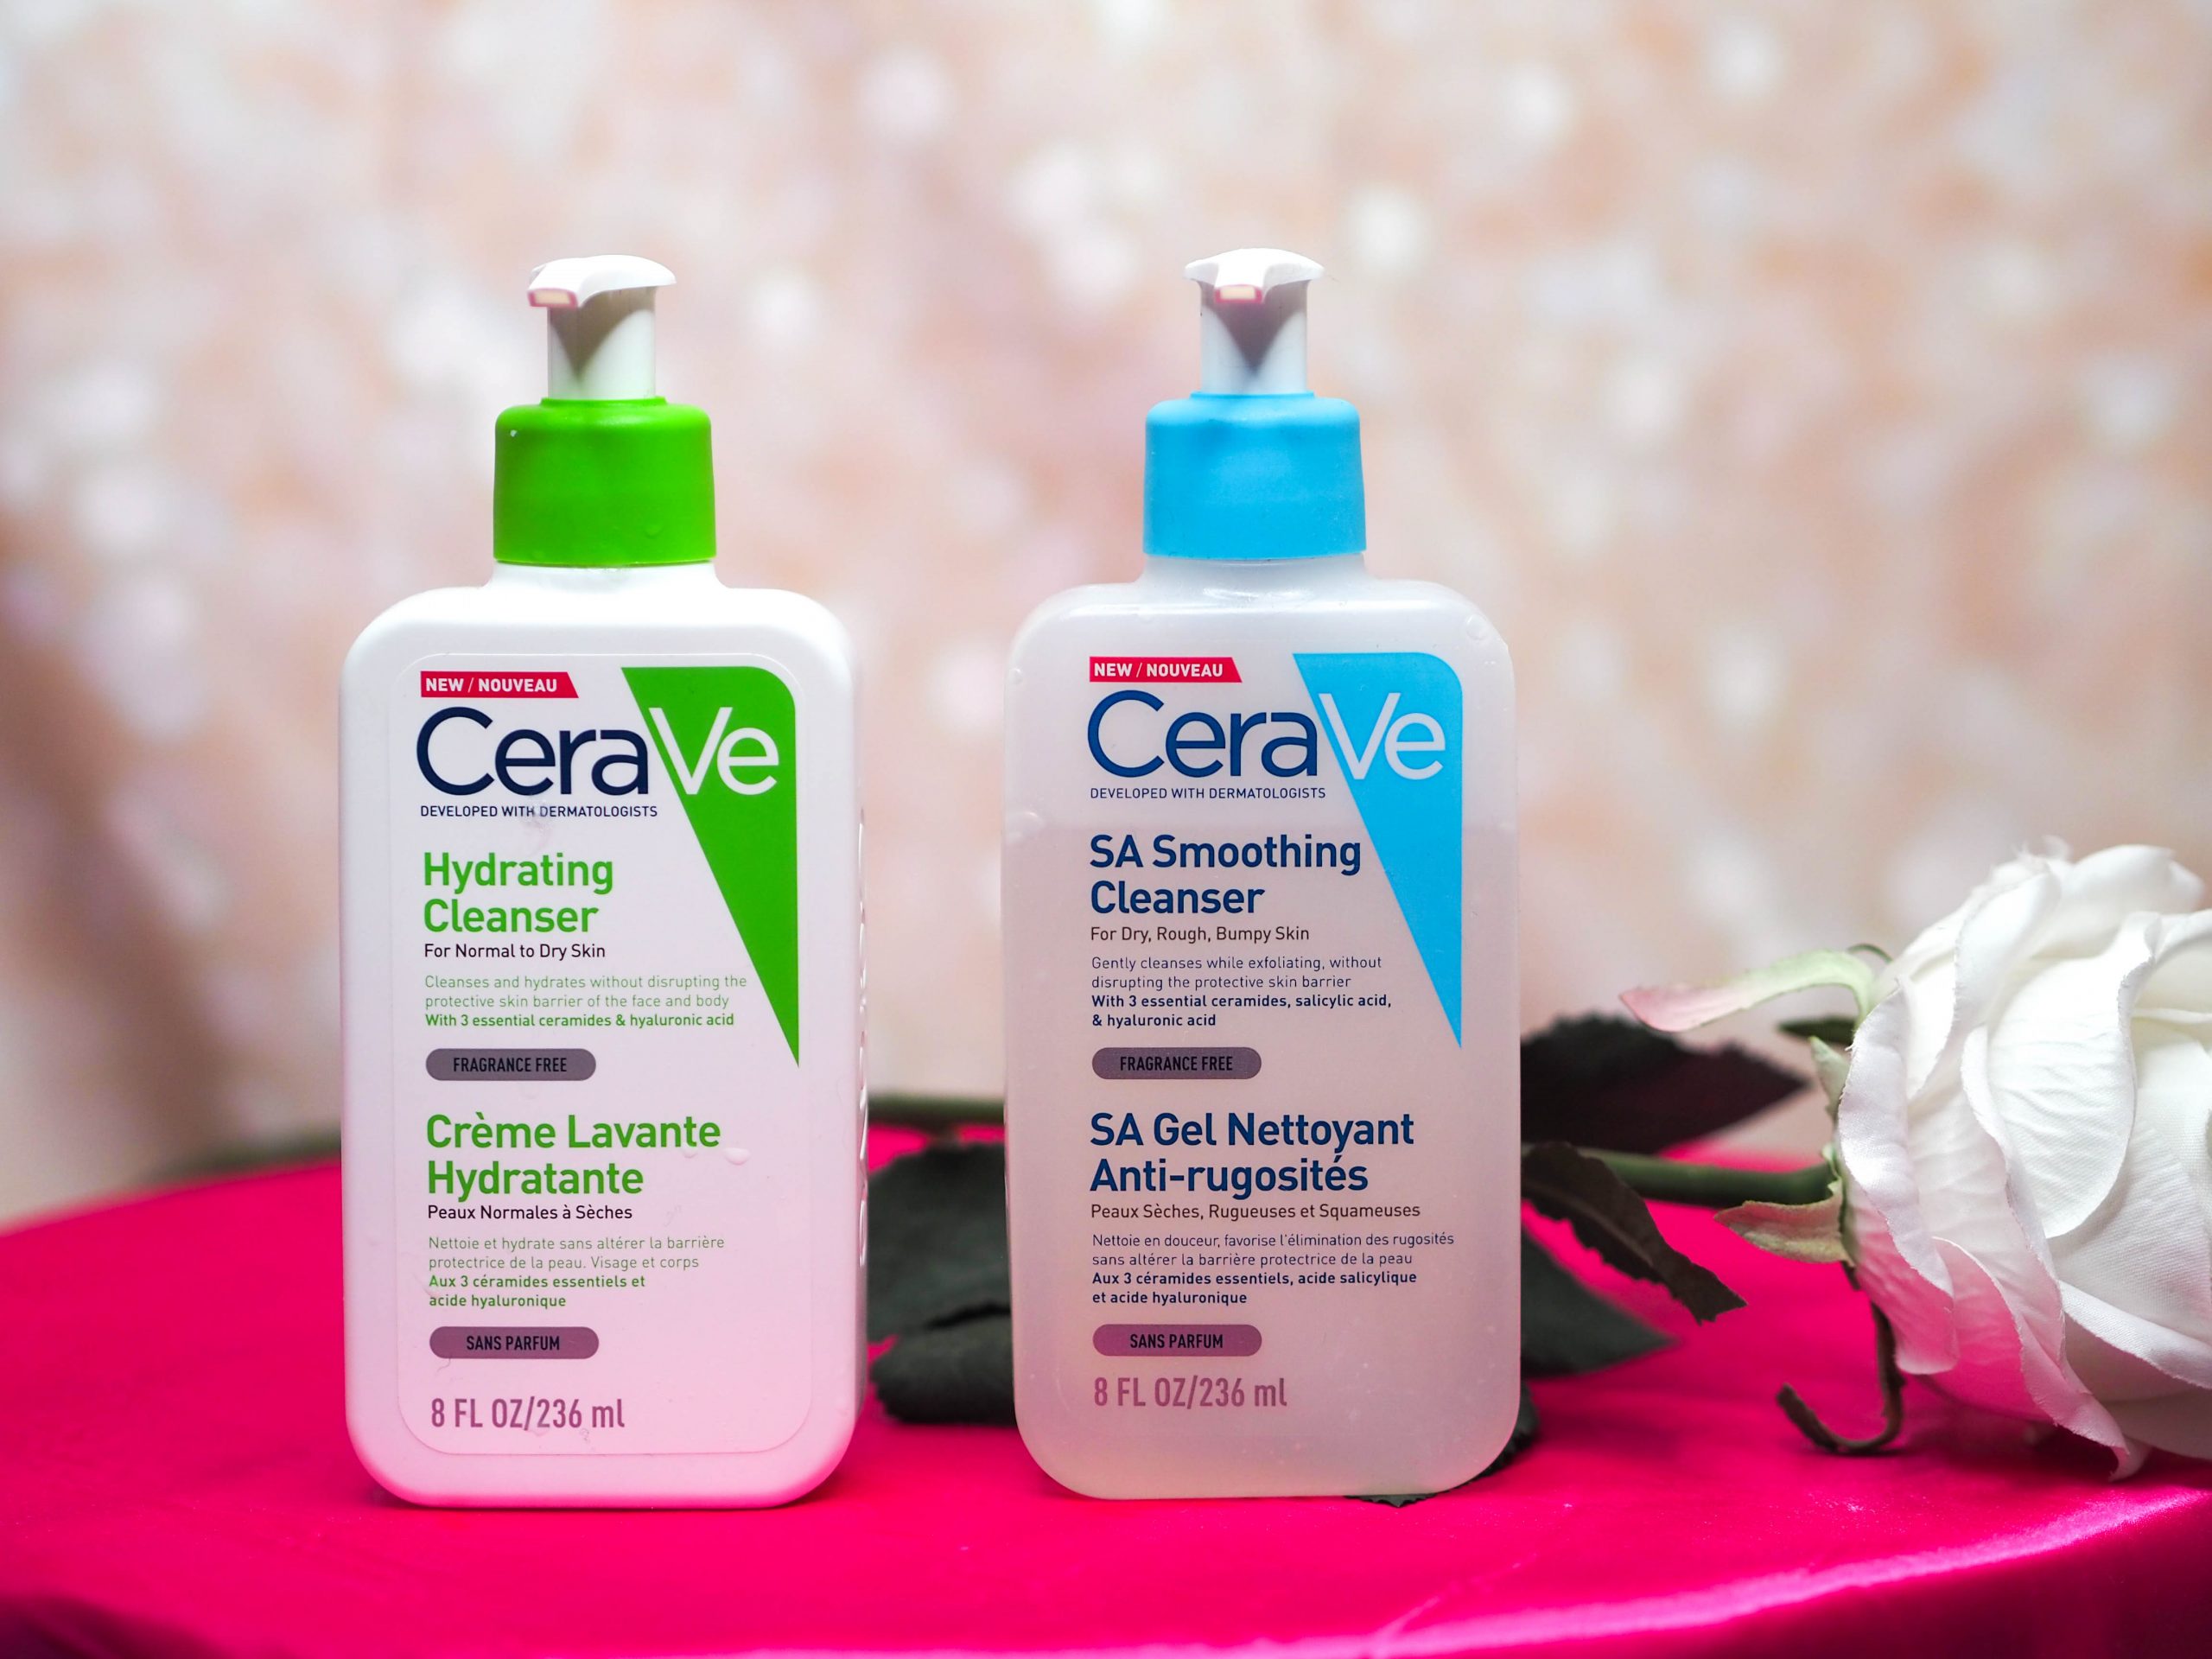 NEW / NOUVEAU
CeraVe
DEVELOPED WITH DERMATOLOGISTS
Hydrating
Cleanser
For Normal to Dry Skin
Cleanses and hydrates without disrupting the
protective skin barrier of the face and body
With 3 essential ceramides & hyaluronic acid
FRAGRANCE FREE
Crème Lavante
Hydratante
Peaux Normales à Sèches
Nettoie et hydrate sans altérer la barrière
protectrice de la peau. Visage et corps
Aux 3 céramides essentiels et
acide hyaluronique
SANS PARFUM
8 FL OZ/236 ml
NEW / NOUVEAU
CeraVe
DEVELOPED WITH DERMATOLOGISTS
SA Smoothing
Cleanser
For Dry, Rough, Bumpy Skin
Gently cleanses while exfoliating, without
disrupting the protective skin barrier
With 3 essential ceramides, salicylic acid,
& hyaluronic acid
FRAGRANCE FREE
SA Gel Nettoyant
Anti-rugosités
Peaux Sèches, Rugueuses et Squameuses
Nettoie en douceur, favorise l'élimination des rugosités
sans altérer la barrière protectrice de la peau
Aux 3 céramides essentiels, acide salicylique
et acide hyaluronique
SANS PARFUM
8 FL OZ/236 ml